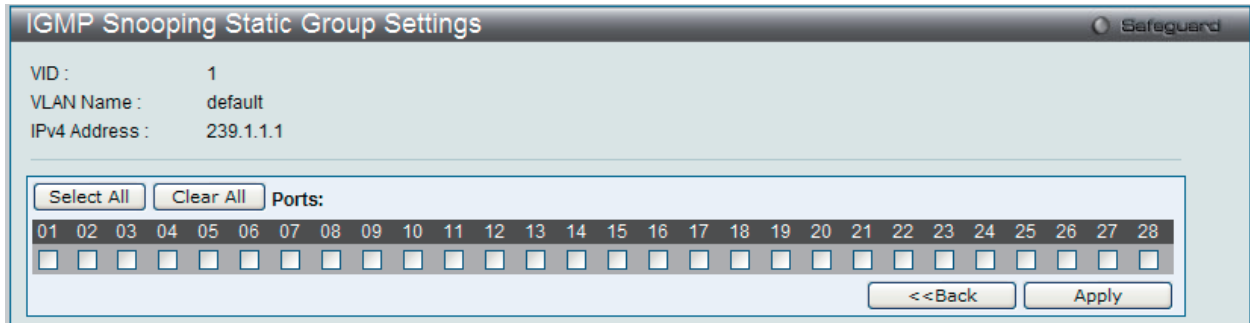 IGMP Snooping Static Group Settings
Safeguard
VID : 1
VLAN Name : default
IPv4 Address : 239.1.1.1
Select All Clear All Ports:
01 02 03 04 05 06 07 08 09 10 11 12 13 14 15 16 17 18 19 20 21 22 23 24 25 26 27 28
<<Back Apply